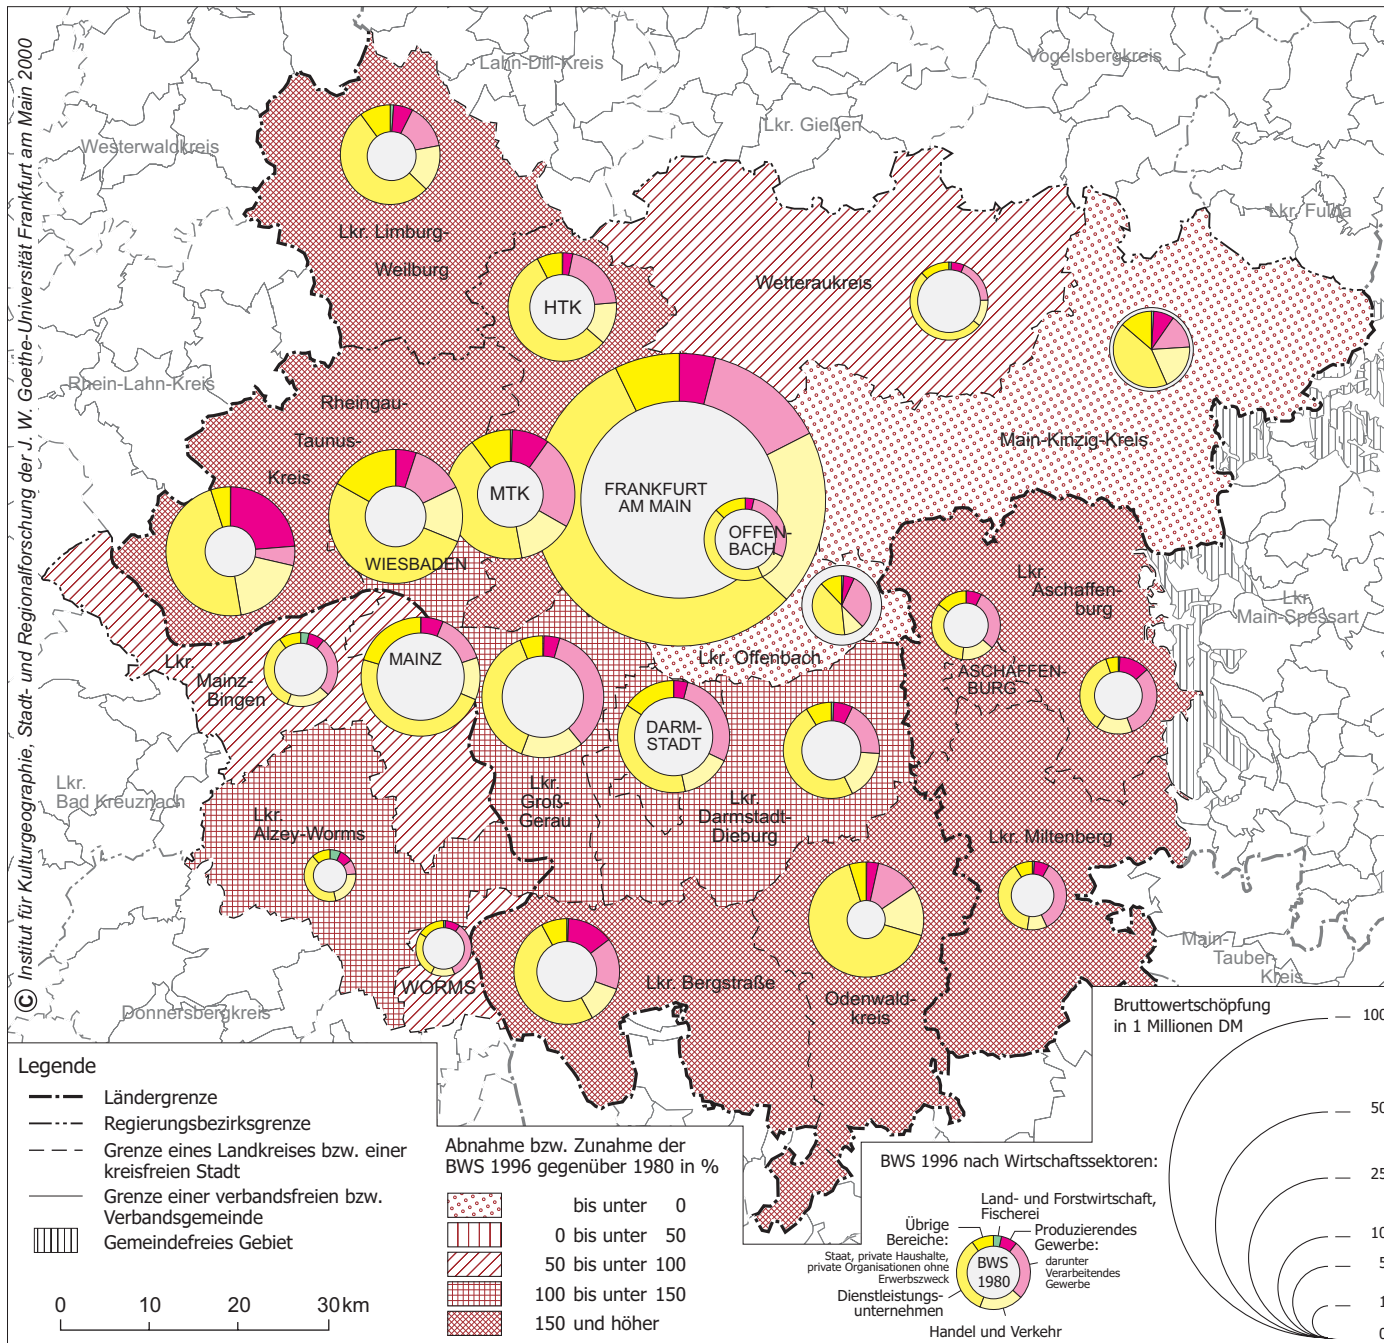 © Institut für Kulturgeographie, Stadt- und Regionalforschung der J. W. Goethe-Universität Frankfurt am Main 2000
Lahn-Dill-Kreis
Vogelsbergkreis
Westerwaldkreis
Lkr. Gießen
Lkr. Fulda
Lkr. Limburg-
Weilburg
Wetteraukreis
HTK
Rhein-Lahn-Kreis
Rheingau-
Taunus-
Kreis
Main-Kinzig-Kreis
MTK
FRANKFURT
AM MAIN
OFFEN-
BACH
WIESBADEN
Lkr.
Aschaffen-
burg
Lkr.
Main-Spessart
Lkr.
Mainz-
Bingen
MAINZ
Lkr. Offenbach
ASCHAFFEN-
BURG
DARM-
STADT
Lkr.
Bad Kreuznach
Lkr.
Groß-
Gerau
Lkr.
Darmstadt-
Dieburg
Lkr.
Alzey-Worms
Lkr. Miltenberg
WORMS
Lkr. Bergstraße
Odenwald-
kreis
Main-
Tauber-
Kreis
Donnersbergkreis
Legende
Ländergrenze
Regierungsbezirksgrenze
Grenze eines Landkreises bzw. einer
kreisfreien Stadt
Grenze einer verbandsfreien bzw.
Verbandsgemeinde
Gemeindefreies Gebiet
0 10 20 30 km
Abnahme bzw. Zunahme der
BWS 1996 gegenüber 1980 in %
bis unter 0
0 bis unter 50
50 bis unter 100
100 bis unter 150
150 und höher
BWS 1996 nach Wirtschaftssektoren:
Land- und Forstwirtschaft,
Fischerei
Übrige
Bereiche:
Staat, private Haushalte,
private Organisationen ohne
Erwerbszweck
Produzierendes
Gewerbe:
darunter
Verarbeitendes
Gewerbe
BWS
1980
Dienstleistungs-
unternehmen
Handel und Verkehr
Bruttowertschöpfung
in 1 Millionen DM
100
50
25
10
5
1
0